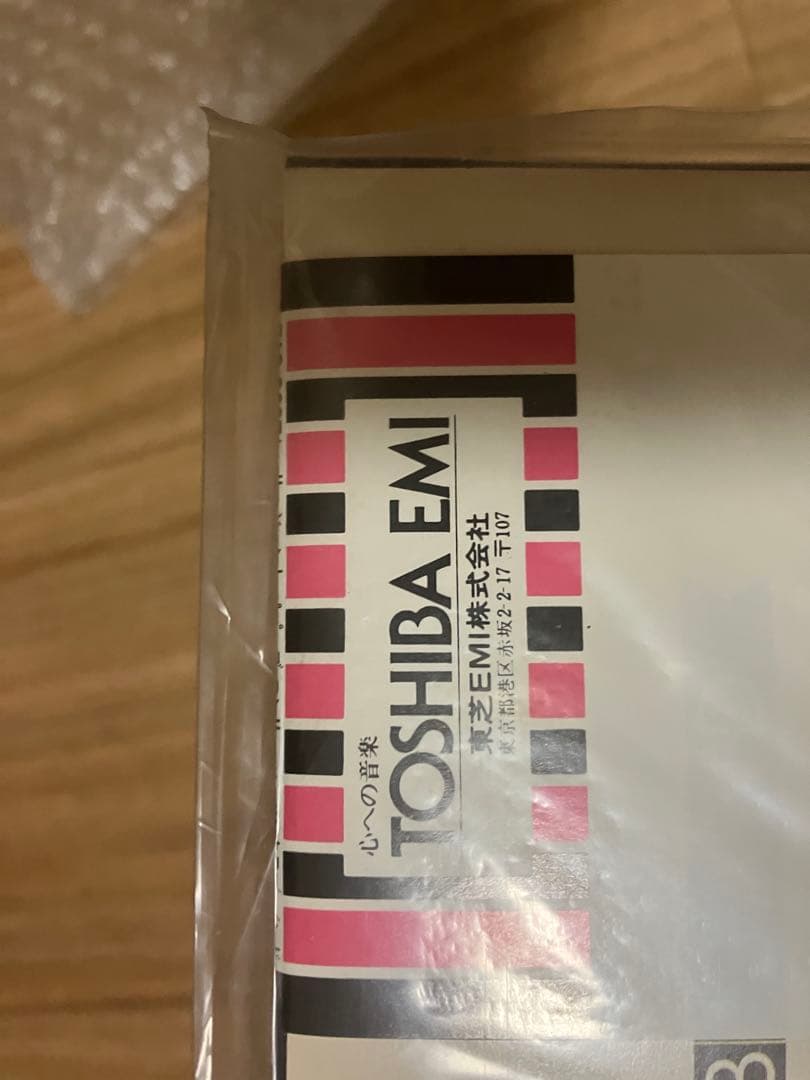 心への音楽
TOSHIBA EMI
東芝EMI株式会社
東京都港区赤坂2-2-17 〒107